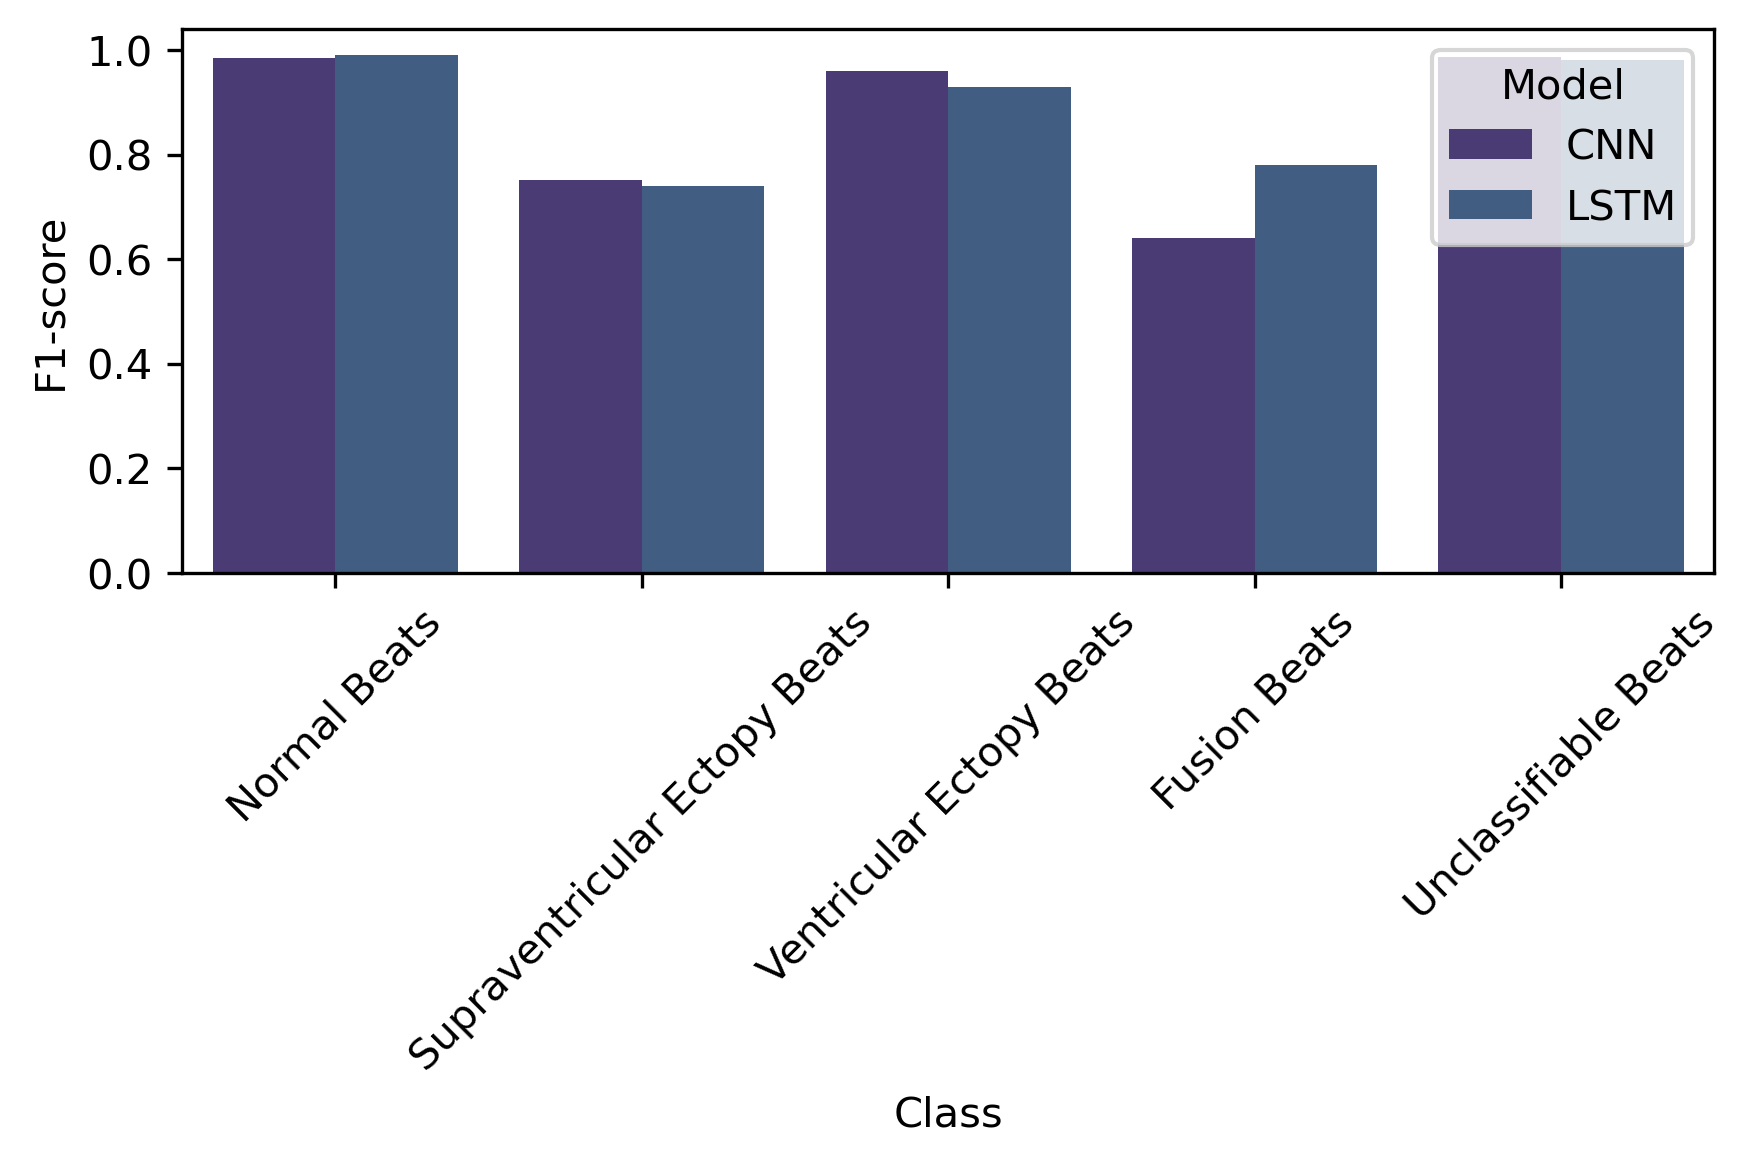 1.0
0.8
0.6
0.4
0.2
0.0
F1-score
Model
CNN
LSTM
Normal Beats
Supraventricular Ectopy Beats
Ventricular Ectopy Beats
Fusion Beats
Unclassifiable Beats
Class